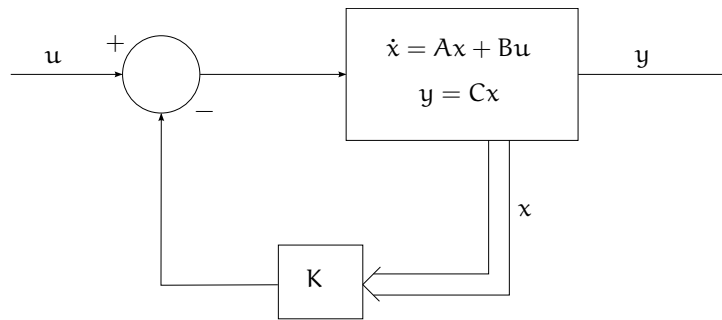 u
+
−
ẋ = Ax + Bu
y = Cx
y
x
K